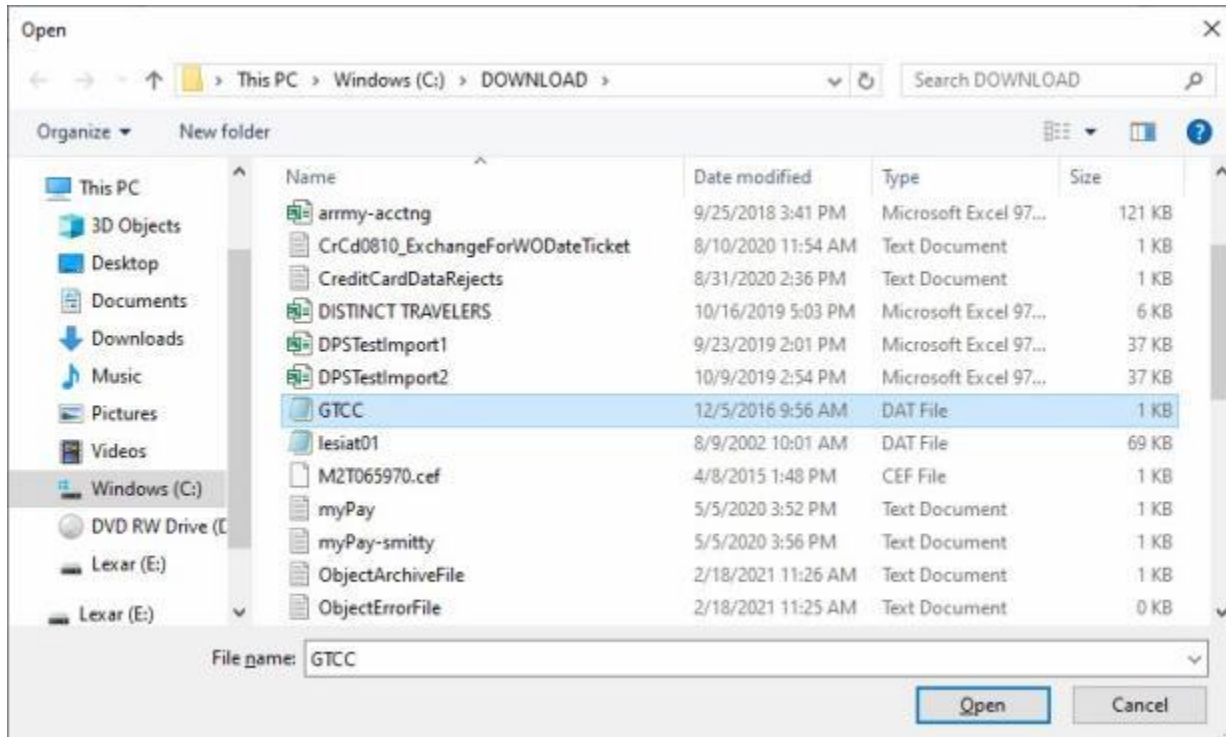 Open
This PC > Windows (C:) > DOWNLOAD >
Search DOWNLOAD
Organize
New folder
Name Date modified Type Size
This PC
3D Objects
Desktop
Documents
Downloads
Music
Pictures
Videos
Windows (C:)
DVD RW Drive (D
Lexar (E:)
Lexar (E:)
arrmy-acctng 9/25/2018 3:41 PM Microsoft Excel 97... 121 KB
CrCd0810_ExchangeForWODateTicket 8/10/2020 11:54 AM Text Document 1 KB
CreditCardDataRejects 8/31/2020 2:36 PM Text Document 1 KB
DISTINCT TRAVELERS 10/16/2019 5:03 PM Microsoft Excel 97... 6 KB
DPSTestImport1 9/23/2019 2:01 PM Microsoft Excel 97... 37 KB
DPSTestImport2 10/9/2019 2:54 PM Microsoft Excel 97... 37 KB
GTCC 12/5/2016 9:56 AM DAT File 1 KB
lesiat01 8/9/2002 10:01 AM DAT File 69 KB
M2T065970.cef 4/8/2015 1:48 PM CEF File 1 KB
myPay 5/5/2020 3:52 PM Text Document 1 KB
myPay-smitty 5/5/2020 3:56 PM Text Document 1 KB
ObjectArchiveFile 2/18/2021 11:26 AM Text Document 1 KB
ObjectErrorFile 2/18/2021 11:25 AM Text Document 0 KB
File name: GTCC
Open Cancel